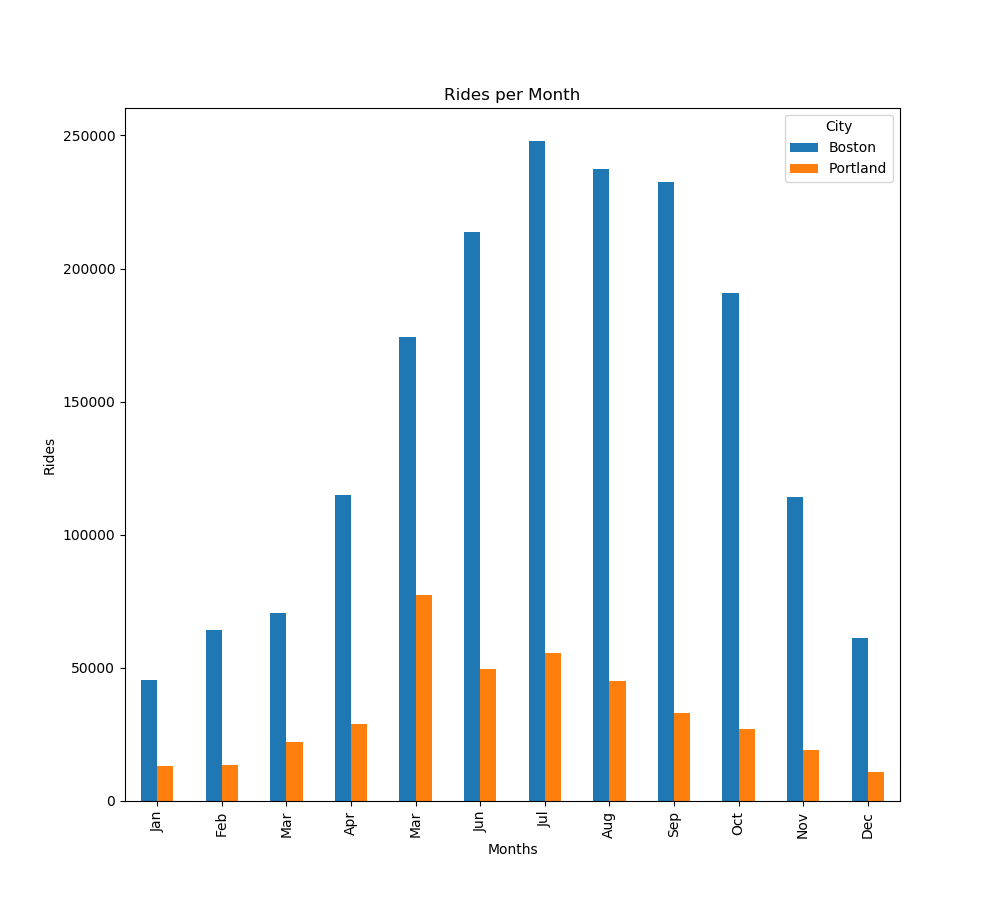 Rides per Month
City
Boston
Portland
250000
200000
150000
100000
50000
0
Rides
Jan
Feb
Mar
Apr
Mar
Jun
Jul
Aug
Sep
Oct
Nov
Dec
Months